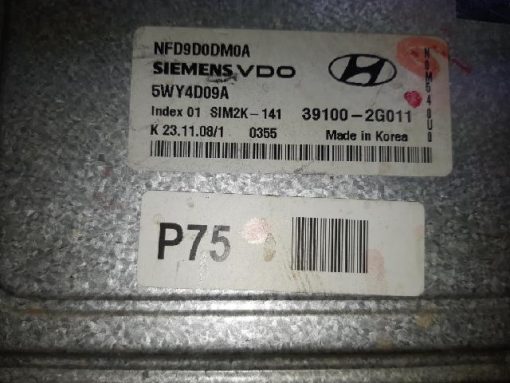 NFD9D0DM0A
SIEMENS VDO
5WY4D09A
Index 01 SIM2K-141 39100-2G011
K 23.11.08/1 0355 Made in Korea
P75